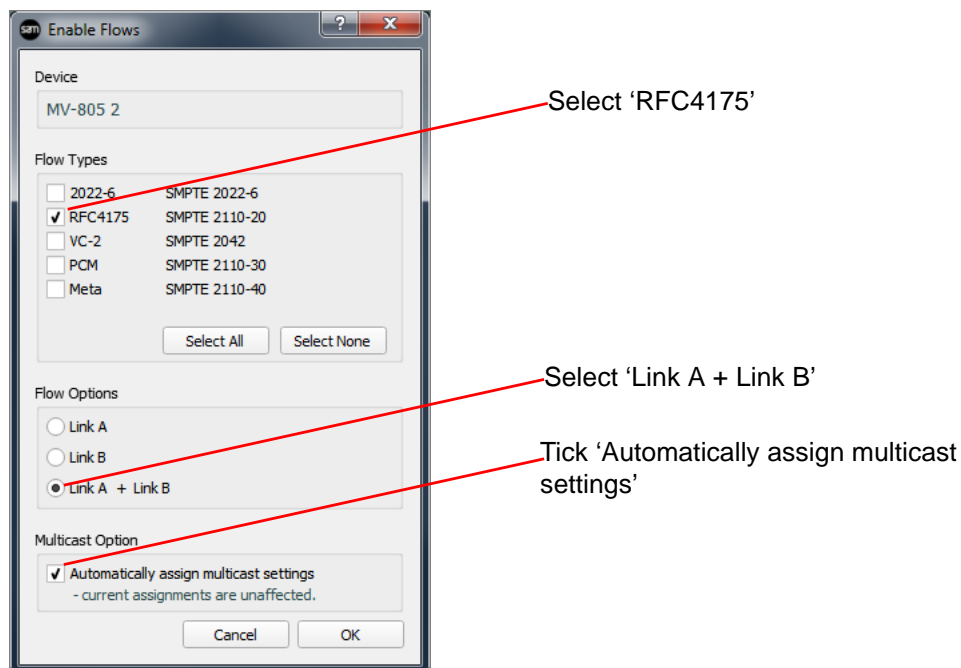 sam Enable Flows ?
Device
MV-805 2
Select ‘RFC4175’
Flow Types
2022-6 SMPTE 2022-6
RFC4175 SMPTE 2110-20
VC-2 SMPTE 2042
PCM SMPTE 2110-30
Meta SMPTE 2110-40
Select All Select None
Select ‘Link A + Link B’
Flow Options
Link A
Link B
Link A + Link B
Tick ‘Automatically assign multicast
settings’
Multicast Option
Automatically assign multicast settings
- current assignments are unaffected.
Cancel OK